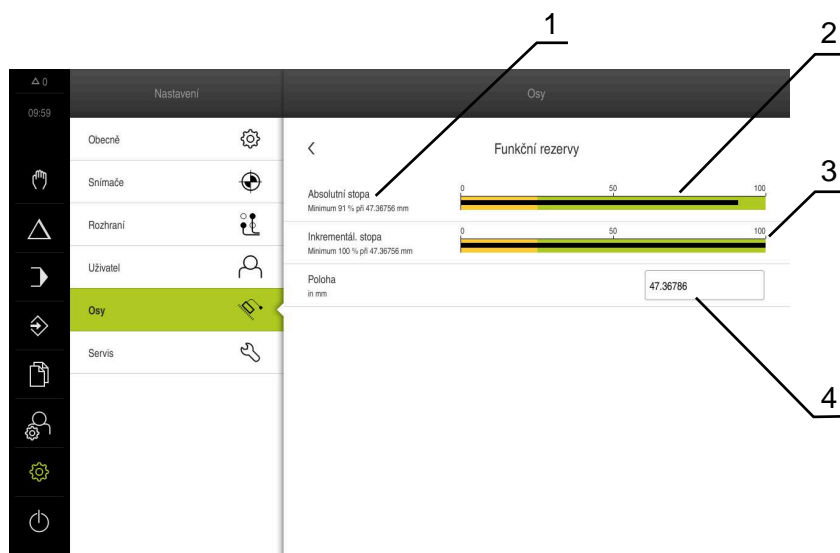 1
2
3
4
0
09:59
Nastavení
Osy
Obecně
Snímače
Rozhraní
Uživatel
Osy
Servis
Funkční rezervy
Absolutní stopa
Minimum 91 % při 47.36756 mm
0 50 100
Inkrementál. stopa
Minimum 100 % při 47.36756 mm
0 50 100
Poloha
in mm
47.36786